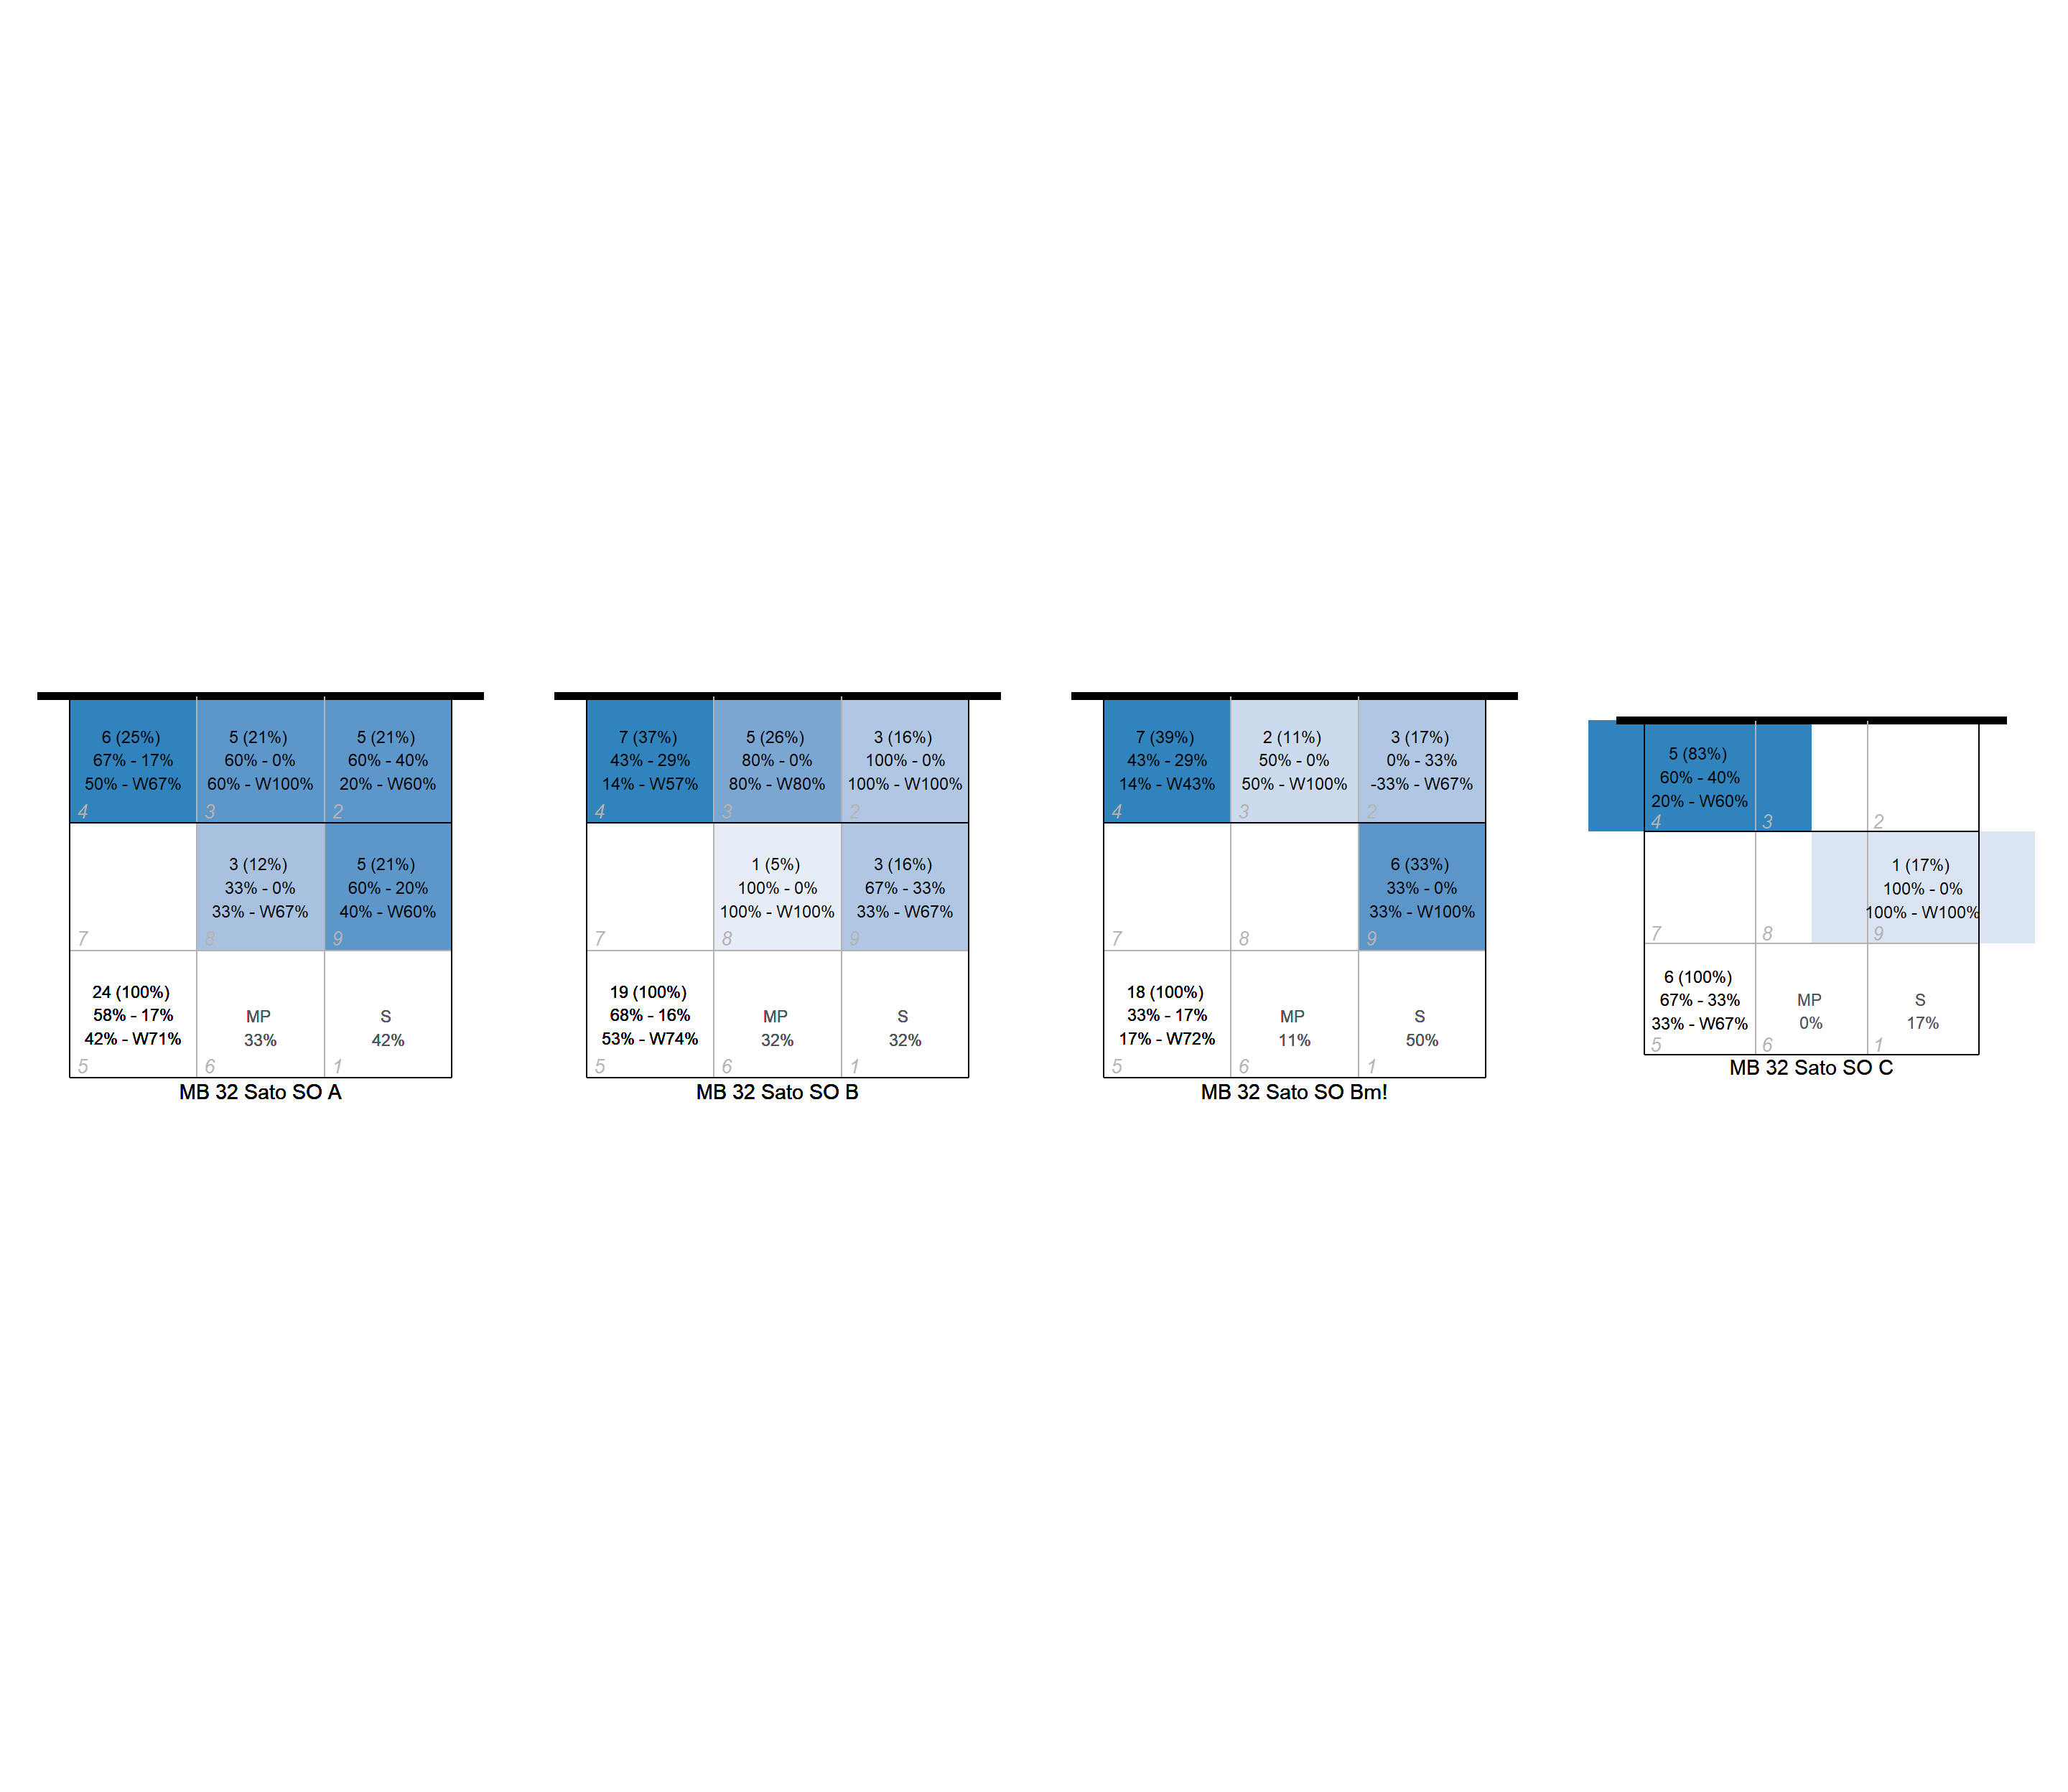 6 (25%)
67% - 17%
50% - W67%
4
5 (21%)
60% - 0%
60% - W100%
3
5 (21%)
60% - 40%
20% - W60%
2
7
3 (12%)
33% - 0%
33% - W67%
8
5 (21%)
60% - 20%
40% - W60%
9
24 (100%)
58% - 17%
42% - W71%
5
MP
33%
6
S
42%
1
MB 32 Sato SO A
7 (37%)
43% - 29%
14% - W57%
4
5 (26%)
80% - 0%
80% - W80%
3
3 (16%)
100% - 0%
100% - W100%
2
7
1 (5%)
100% - 0%
100% - W100%
8
3 (16%)
67% - 33%
33% - W67%
9
19 (100%)
68% - 16%
53% - W74%
5
MP
32%
6
S
32%
1
MB 32 Sato SO B
7 (39%)
43% - 29%
14% - W43%
4
2 (11%)
50% - 0%
50% - W100%
3
3 (17%)
0% - 33%
-33% - W67%
2
7
8
6 (33%)
33% - 0%
33% - W100%
9
18 (100%)
33% - 17%
17% - W72%
5
MP
11%
6
S
50%
1
MB 32 Sato SO Bm!
5 (83%)
60% - 40%
20% - W60%
4
3
2
7
8
1 (17%)
100% - 0%
100% - W100%
9
6 (100%)
67% - 33%
33% - W67%
5
MP
0%
6
S
17%
1
MB 32 Sato SO C